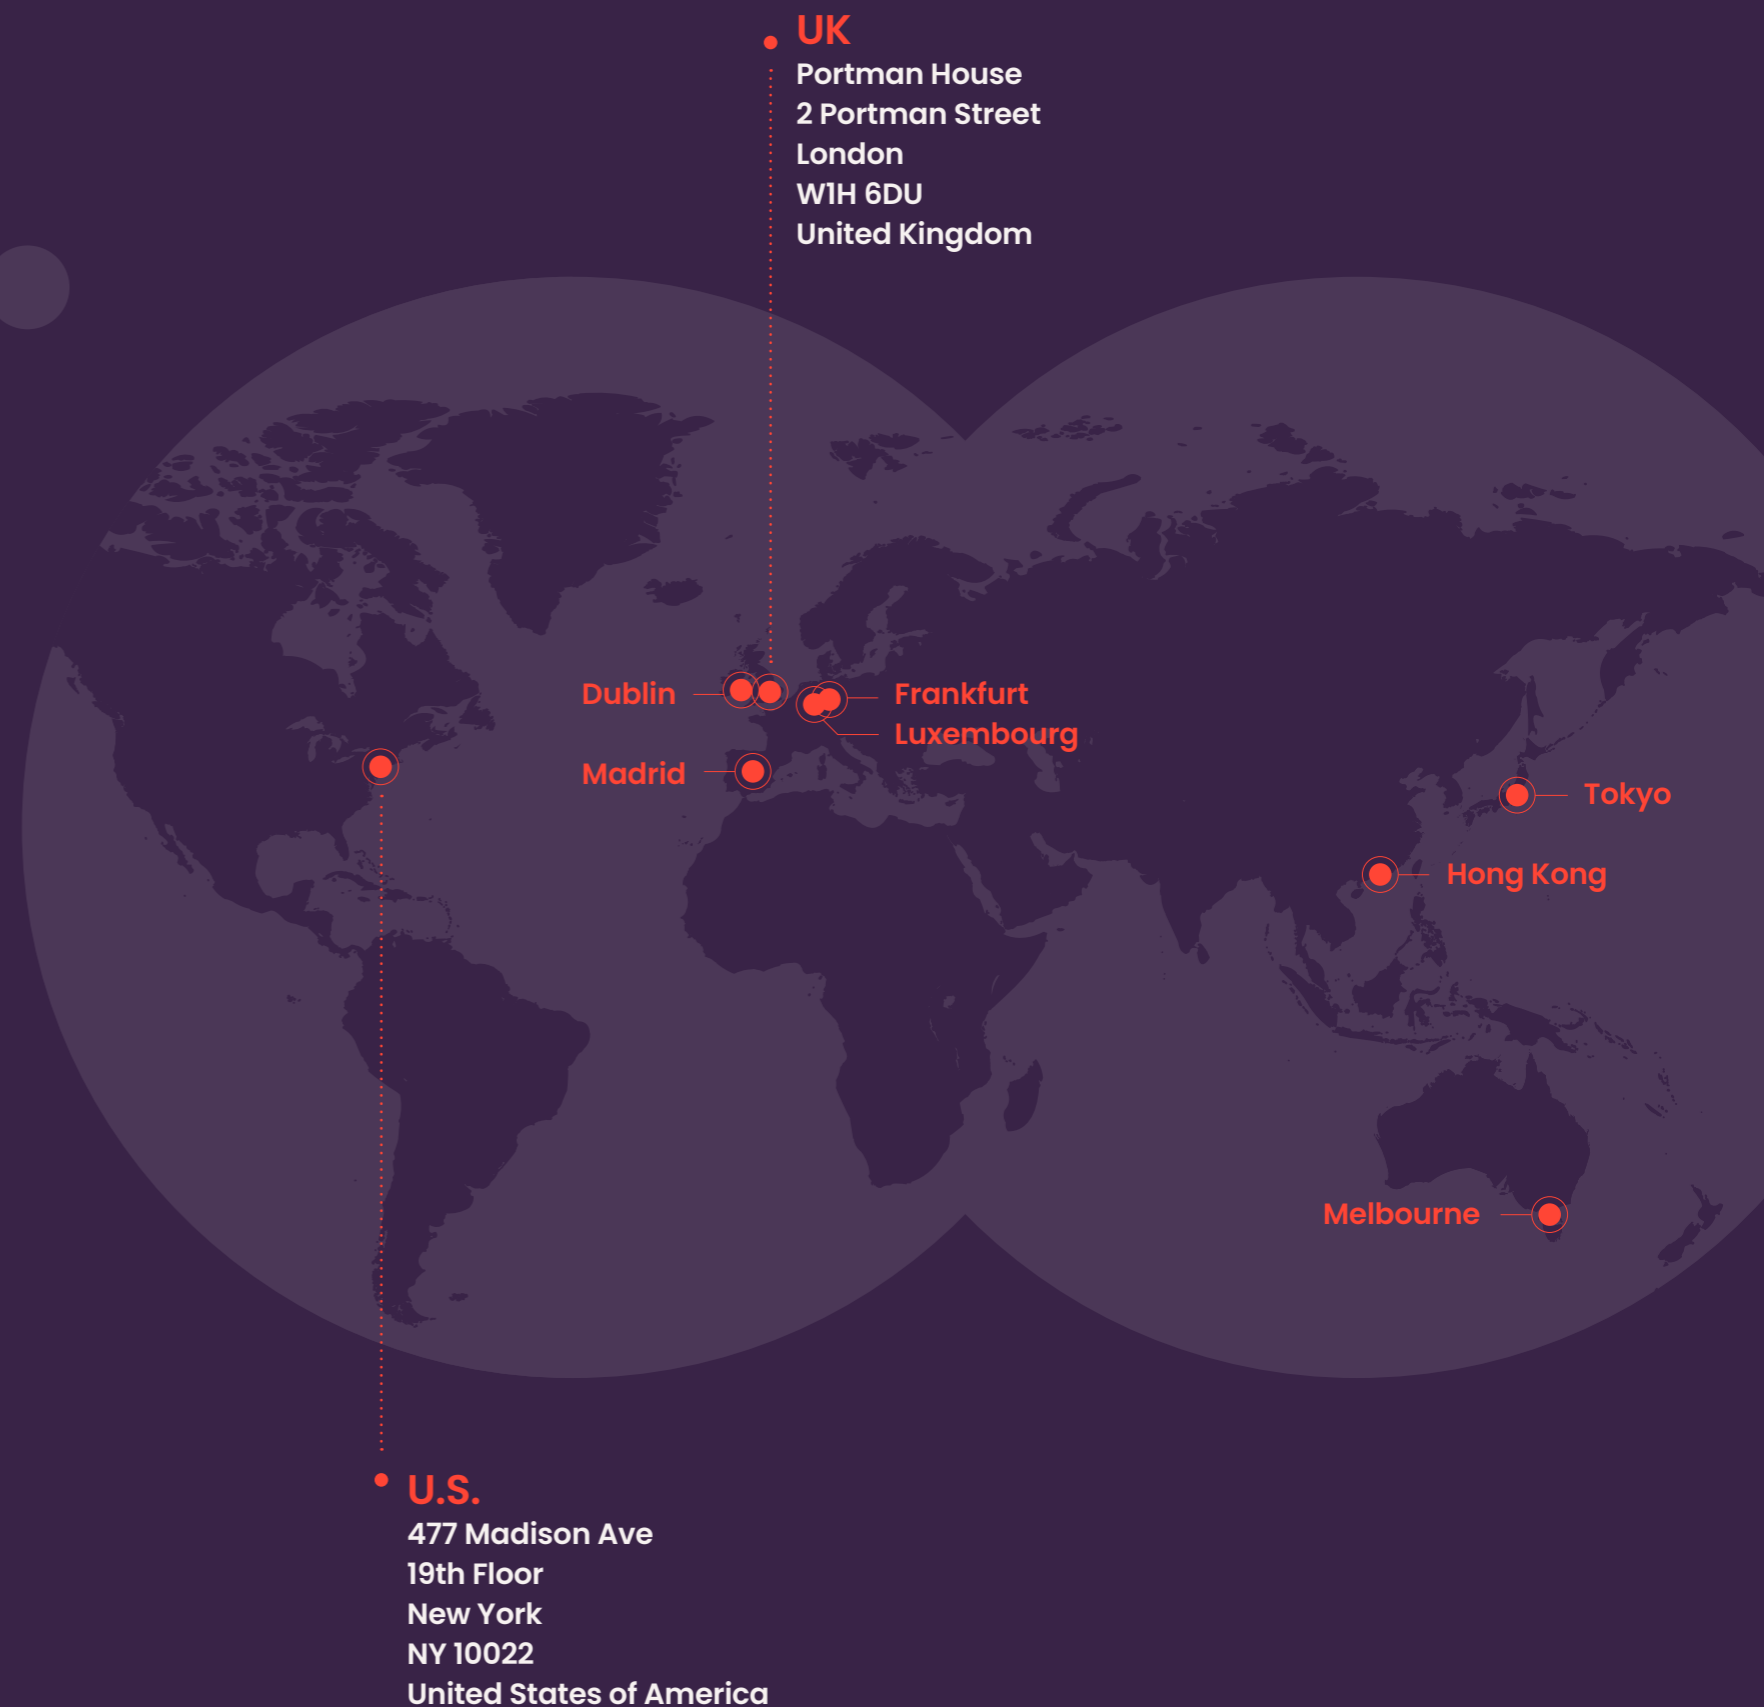 UK
Portman House
2 Portman Street
London
W1H 6DU
United Kingdom
Dublin
Frankfurt
Luxembourg
Madrid
Tokyo
Hong Kong
Melbourne
U.S.
477 Madison Ave
19th Floor
New York
NY 10022
United States of America